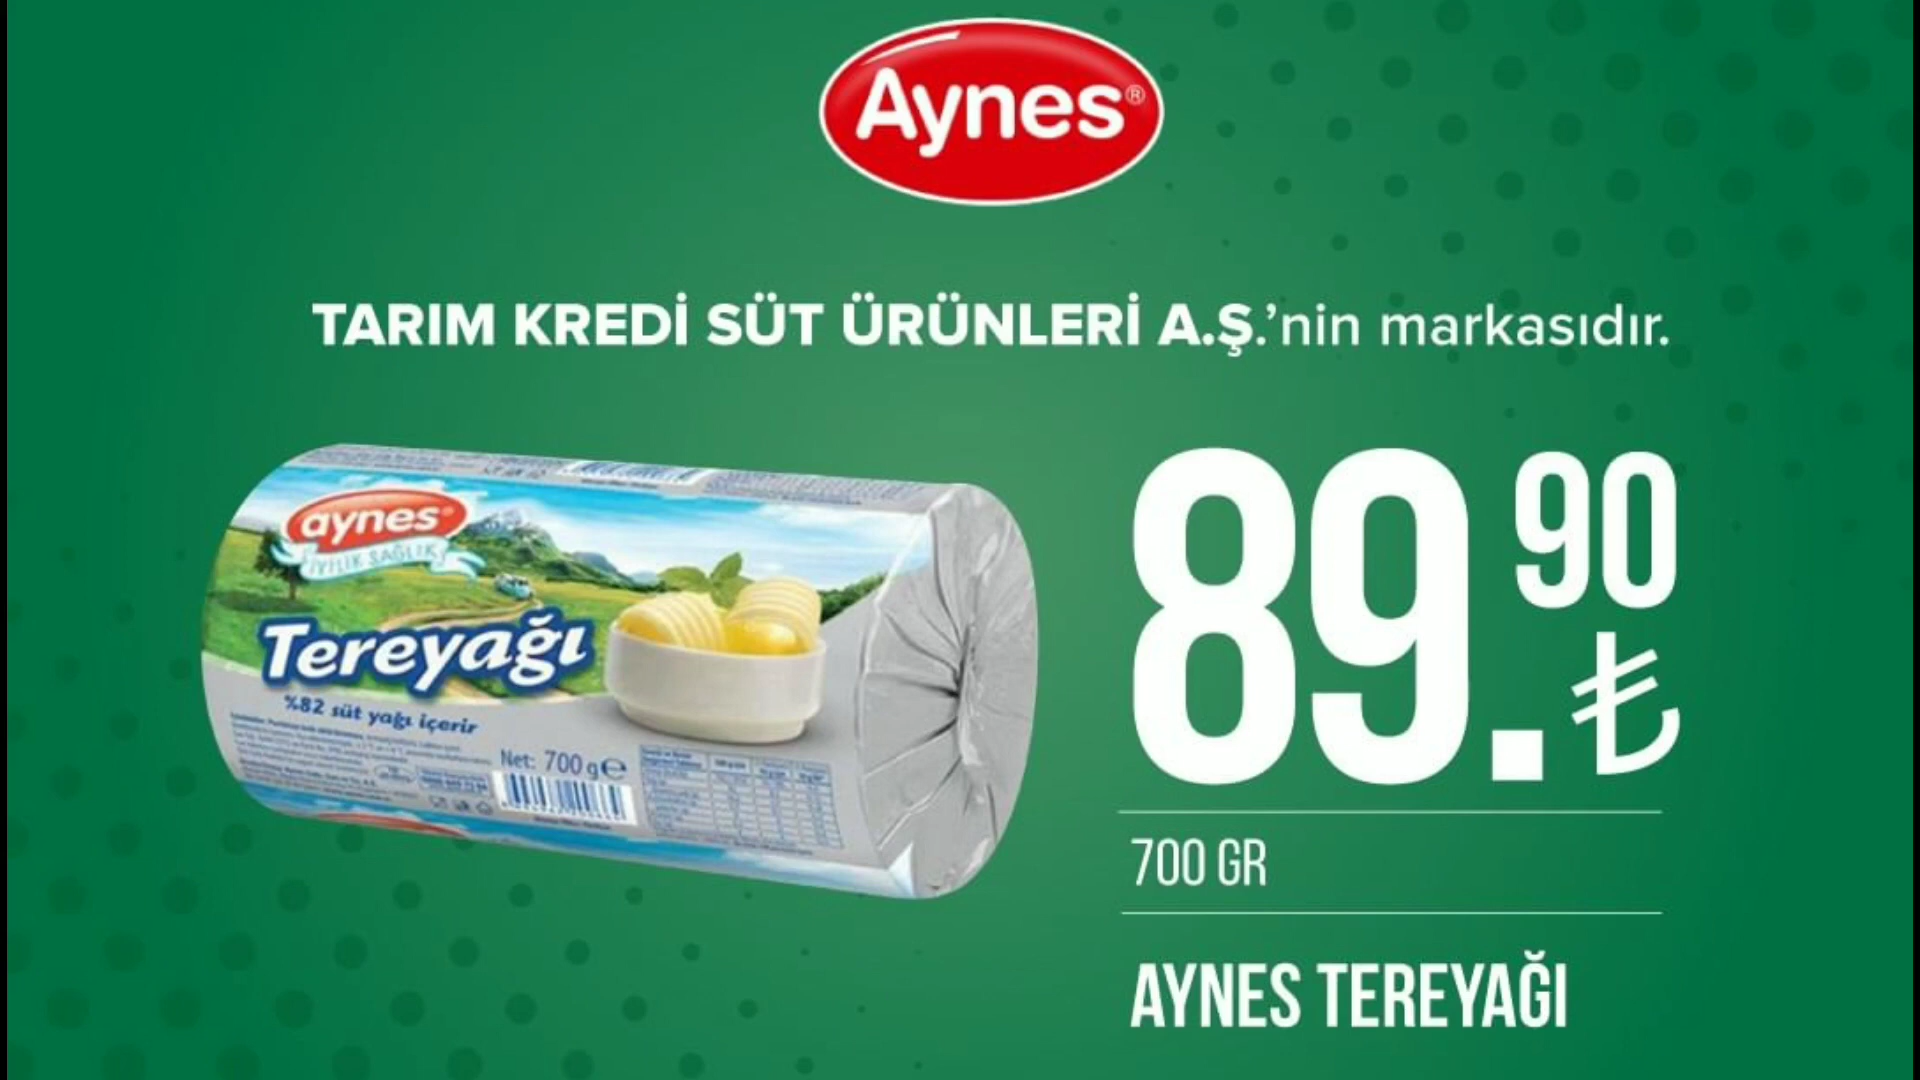 Aynes®
TARIM KREDİ SÜT ÜRÜNLERİ A.Ş.'nin markasıdır.
aynes®
İYİLİK SAĞLIK
Tereyağı
%82 süt yağı içerir
Net: 700 g e
89.90 ₺
700 GR
AYNES TEREYAĞI